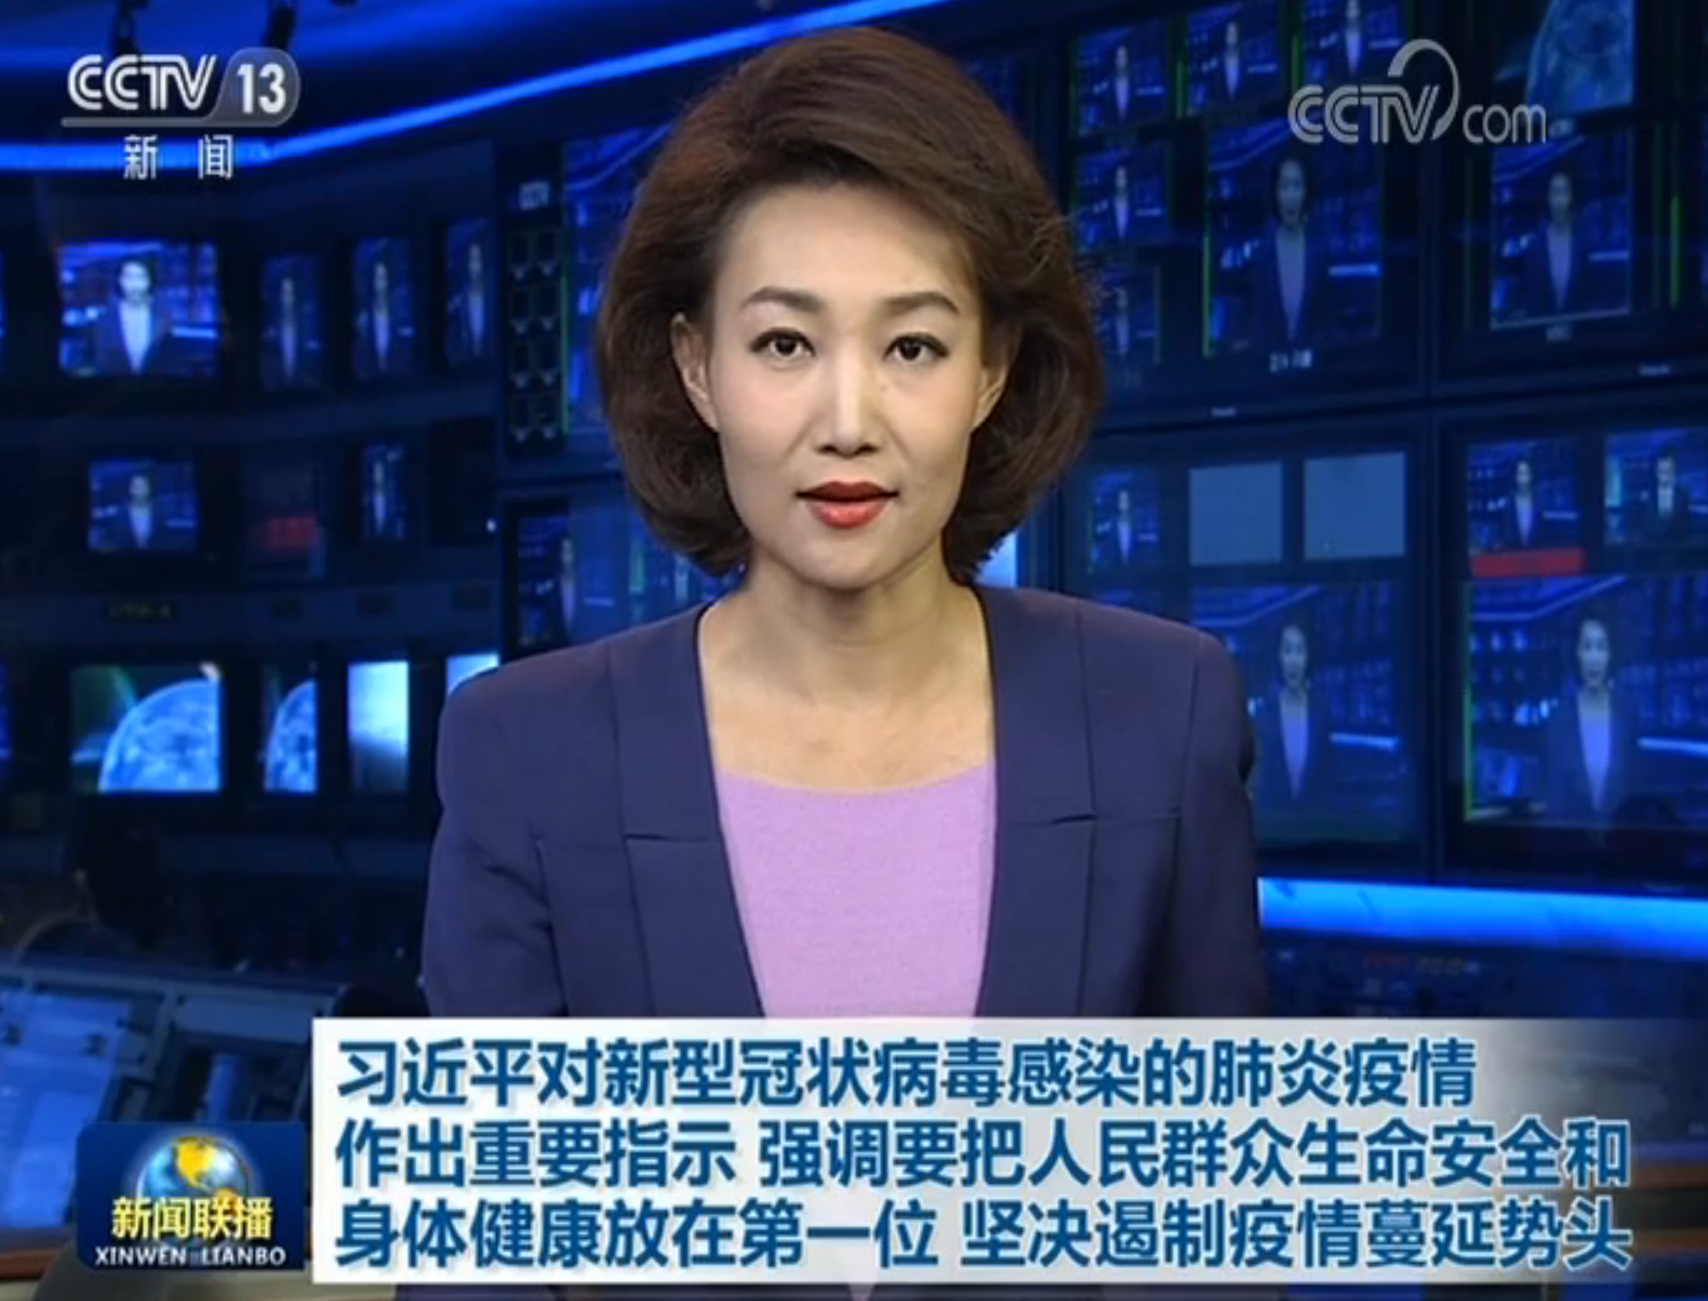 CCTV 13
新闻
CCTV com
习近平对新型冠状病毒感染的肺炎疫情
作出重要指示 强调要把人民群众生命安全和
身体健康放在第一位 坚决遏制疫情蔓延势头
新闻联播
XINWEN LIANBO